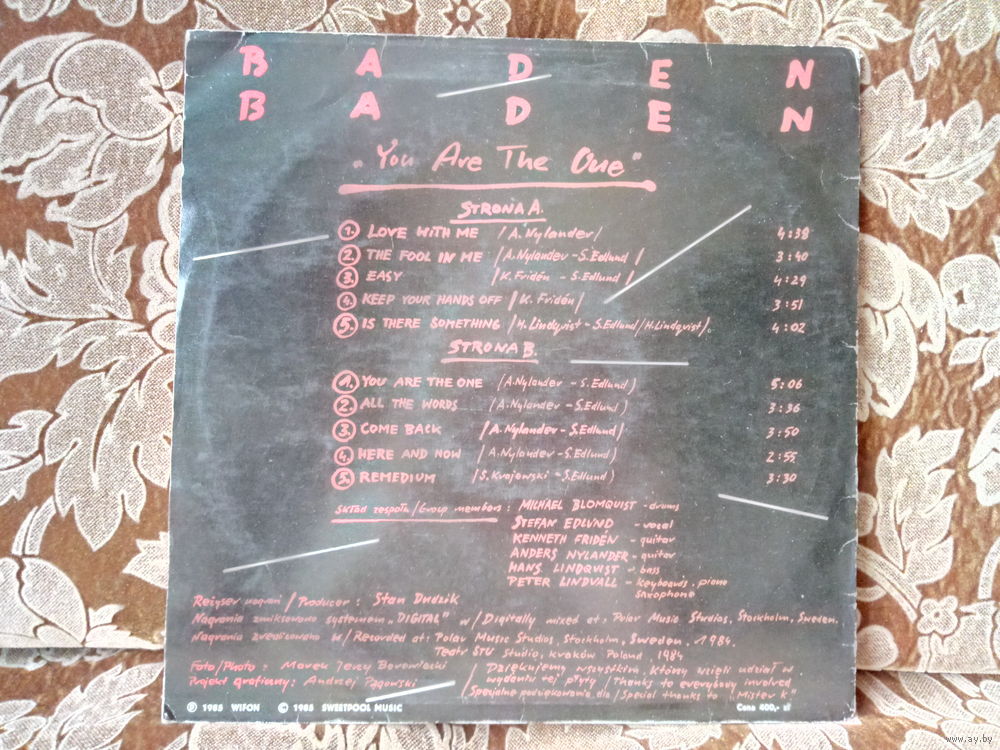 BADEN
BADEN
„You Are The One"
STRONA A.
1. LOVE WITH ME /A. Nylander/ 4:38
2. THE FOOL IN ME /A. Nylander - S. Edlund/ 3:40
3. EASY /K. Fridén - S. Edlund/ 4:29
4. KEEP YOUR HANDS OFF /K. Fridén/ 3:51
5. IS THERE SOMETHING /H. Lindqvist - S. Edlund/H. Lindqvist/. 4:02
STRONA B.
1. YOU ARE THE ONE /A. Nylander - S. Edlund/ 5:06
2. ALL THE WORDS /A. Nylander - S. Edlund/ 3:36
3. COME BACK /A. Nylander - S. Edlund/ 3:50
4. HERE AND NOW /A. Nylander - S. Edlund/ 2:55
5. REMEDIUM /S. Krajewski - S. Edlund/ 3:30
Skład zespołu/Group members: MICHAEL BLOMQUIST - drums
STEFAN EDLUND - vocal
KENNETH FRIDÉN - guitar
ANDERS NYLANDER - guitar
HANS LINDQVIST - bass
PETER LINDVALL - keyboards, piano
saxophone
Reżyser nagrań / Producer: Stan Dudzik
Nagrania zmiksowano systemem „DIGITAL" w / Digitally mixed at: Polar Music Studios, Stockholm, Sweden.
Nagrania zrealizowano w / Recorded at: Polar Music Studios, Stockholm, Sweden. 1984.
Teatr STU Studio, Kraków Poland, 1984
Foto/Photo: Marek Jerzy Borowiecki
Projekt graficzny: Andrzej Pągowski
Dziękujemy wszystkim, którzy wzięli udział w
wydaniu tej płyty / Thanks to everybody involved
Specjalne podziękowanie dla / Special thanks to „Mister K"
Ⓟ 1985 WIFON © 1985 SWEETPOOL MUSIC Cena 400,- zł
www.ay.by